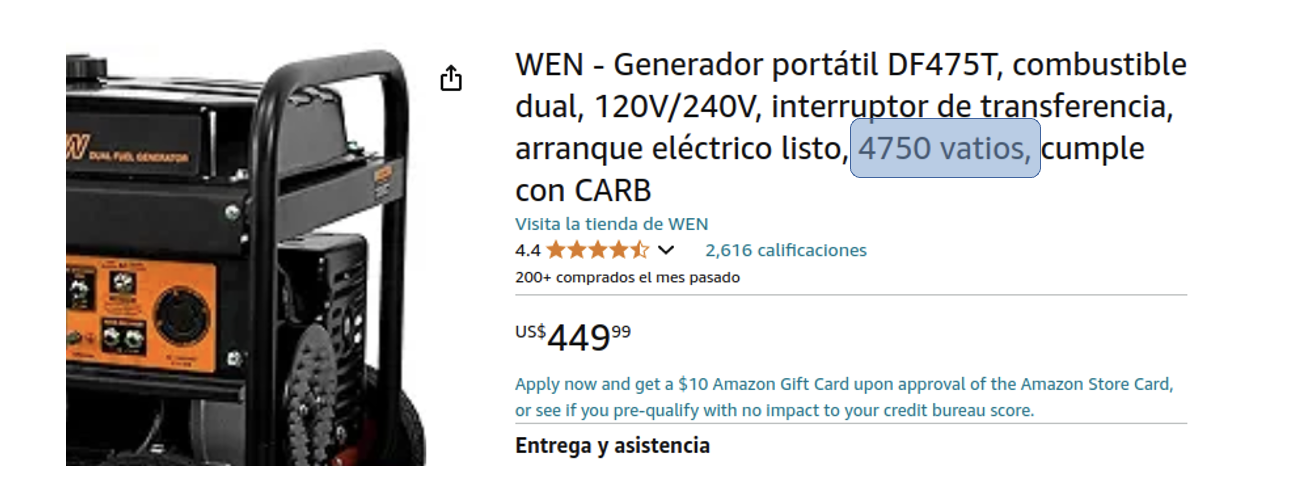 WEN - Generador portátil DF475T, combustible
dual, 120V/240V, interruptor de transferencia,
arranque eléctrico listo, 4750 vatios, cumple
con CARB
Visita la tienda de WEN
4.4
2,616 calificaciones
200+ comprados el mes pasado
US$44999
Apply now and get a $10 Amazon Gift Card upon approval of the Amazon Store Card,
or see if you pre-qualify with no impact to your credit bureau score.
Entrega y asistencia
DUAL FUEL GENERATOR